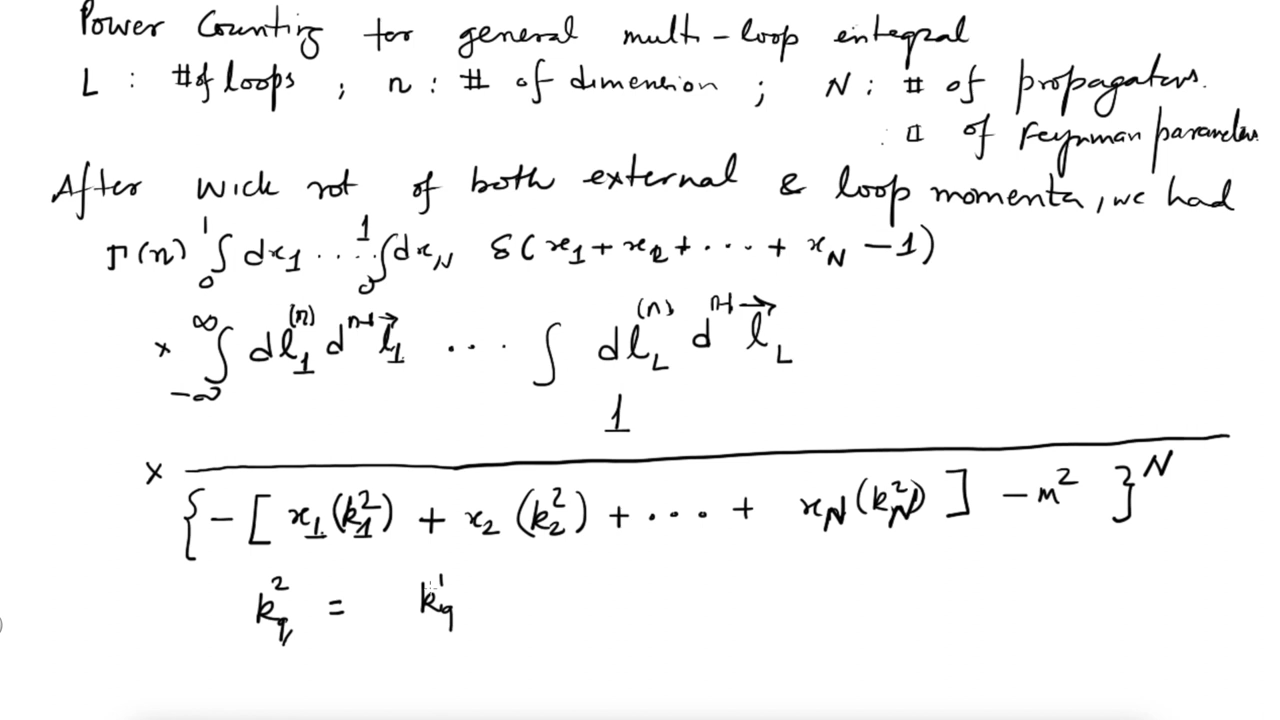 Power Counting for general mult-loop integral
L : # of loops ; n : # of dimension ; N : # of propagators.
: # of Feynman parameters
After Wick rot of both external & loop momenta, we had
Γ(n) ∫₀¹ dx₁ .... ∫₀¹ dx_N δ(x₁ + x₂ + ... + x_N − 1)
× ∫_{-∞}^{∞} dl₁^{(n)} d^{n-1} l⃗₁ ... ∫ dl_L^{(n)} d^{n-1} l⃗_L
1
× ─────────
{ − [ x₁(k₁²) + x₂(k₂²) + ... + x_N(k_N²) ] − m² }^N
k_q² = k_q^1